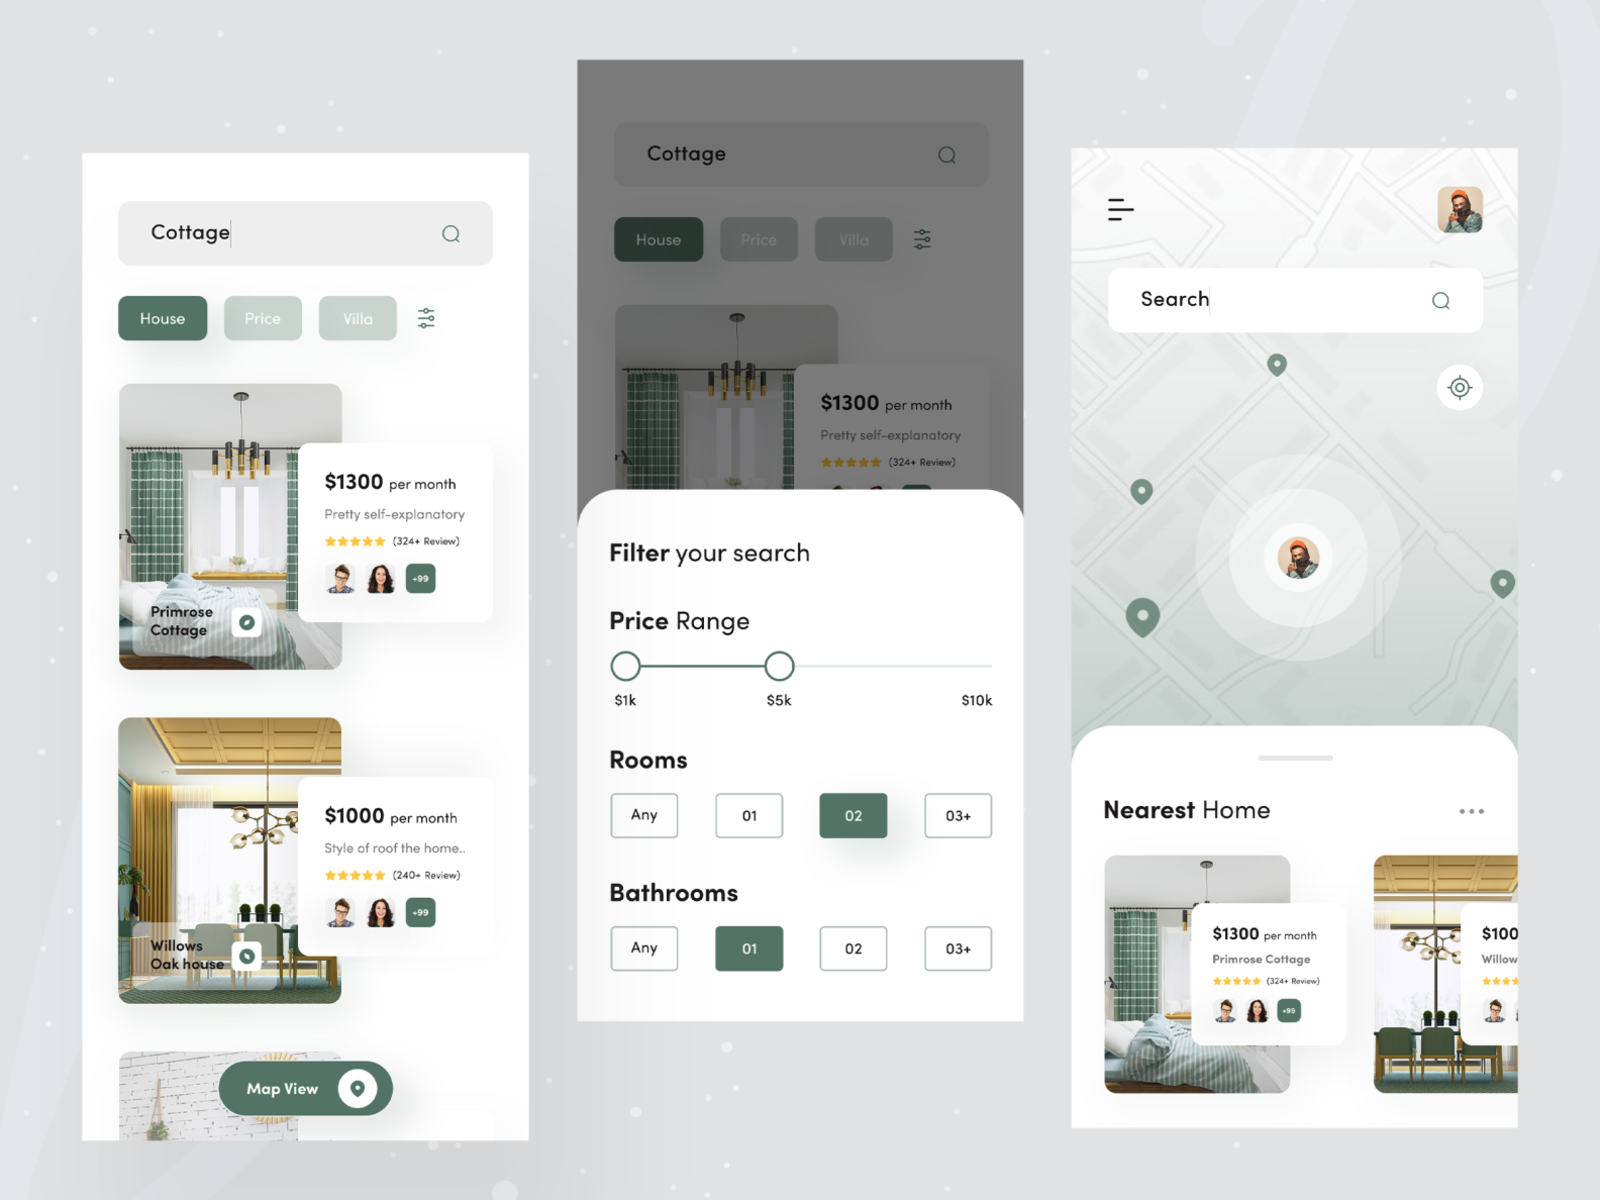 Cottage
House
Price
Villa
$1300 per month
Pretty self-explanatory
(324+ Review)
+99
Primrose
Cottage
$1000 per month
Style of roof the home..
(240+ Review)
+99
Willows
Oak house
Map View
Cottage
House
Price
Villa
$1300 per month
Pretty self-explanatory
(324+ Review)
Filter your search
Price Range
$1k
$5k
$10k
Rooms
Any
01
02
03+
Bathrooms
Any
01
02
03+
Search
Nearest Home
$1300 per month
Primrose Cottage
(324+ Review)
+99
$100
Willow